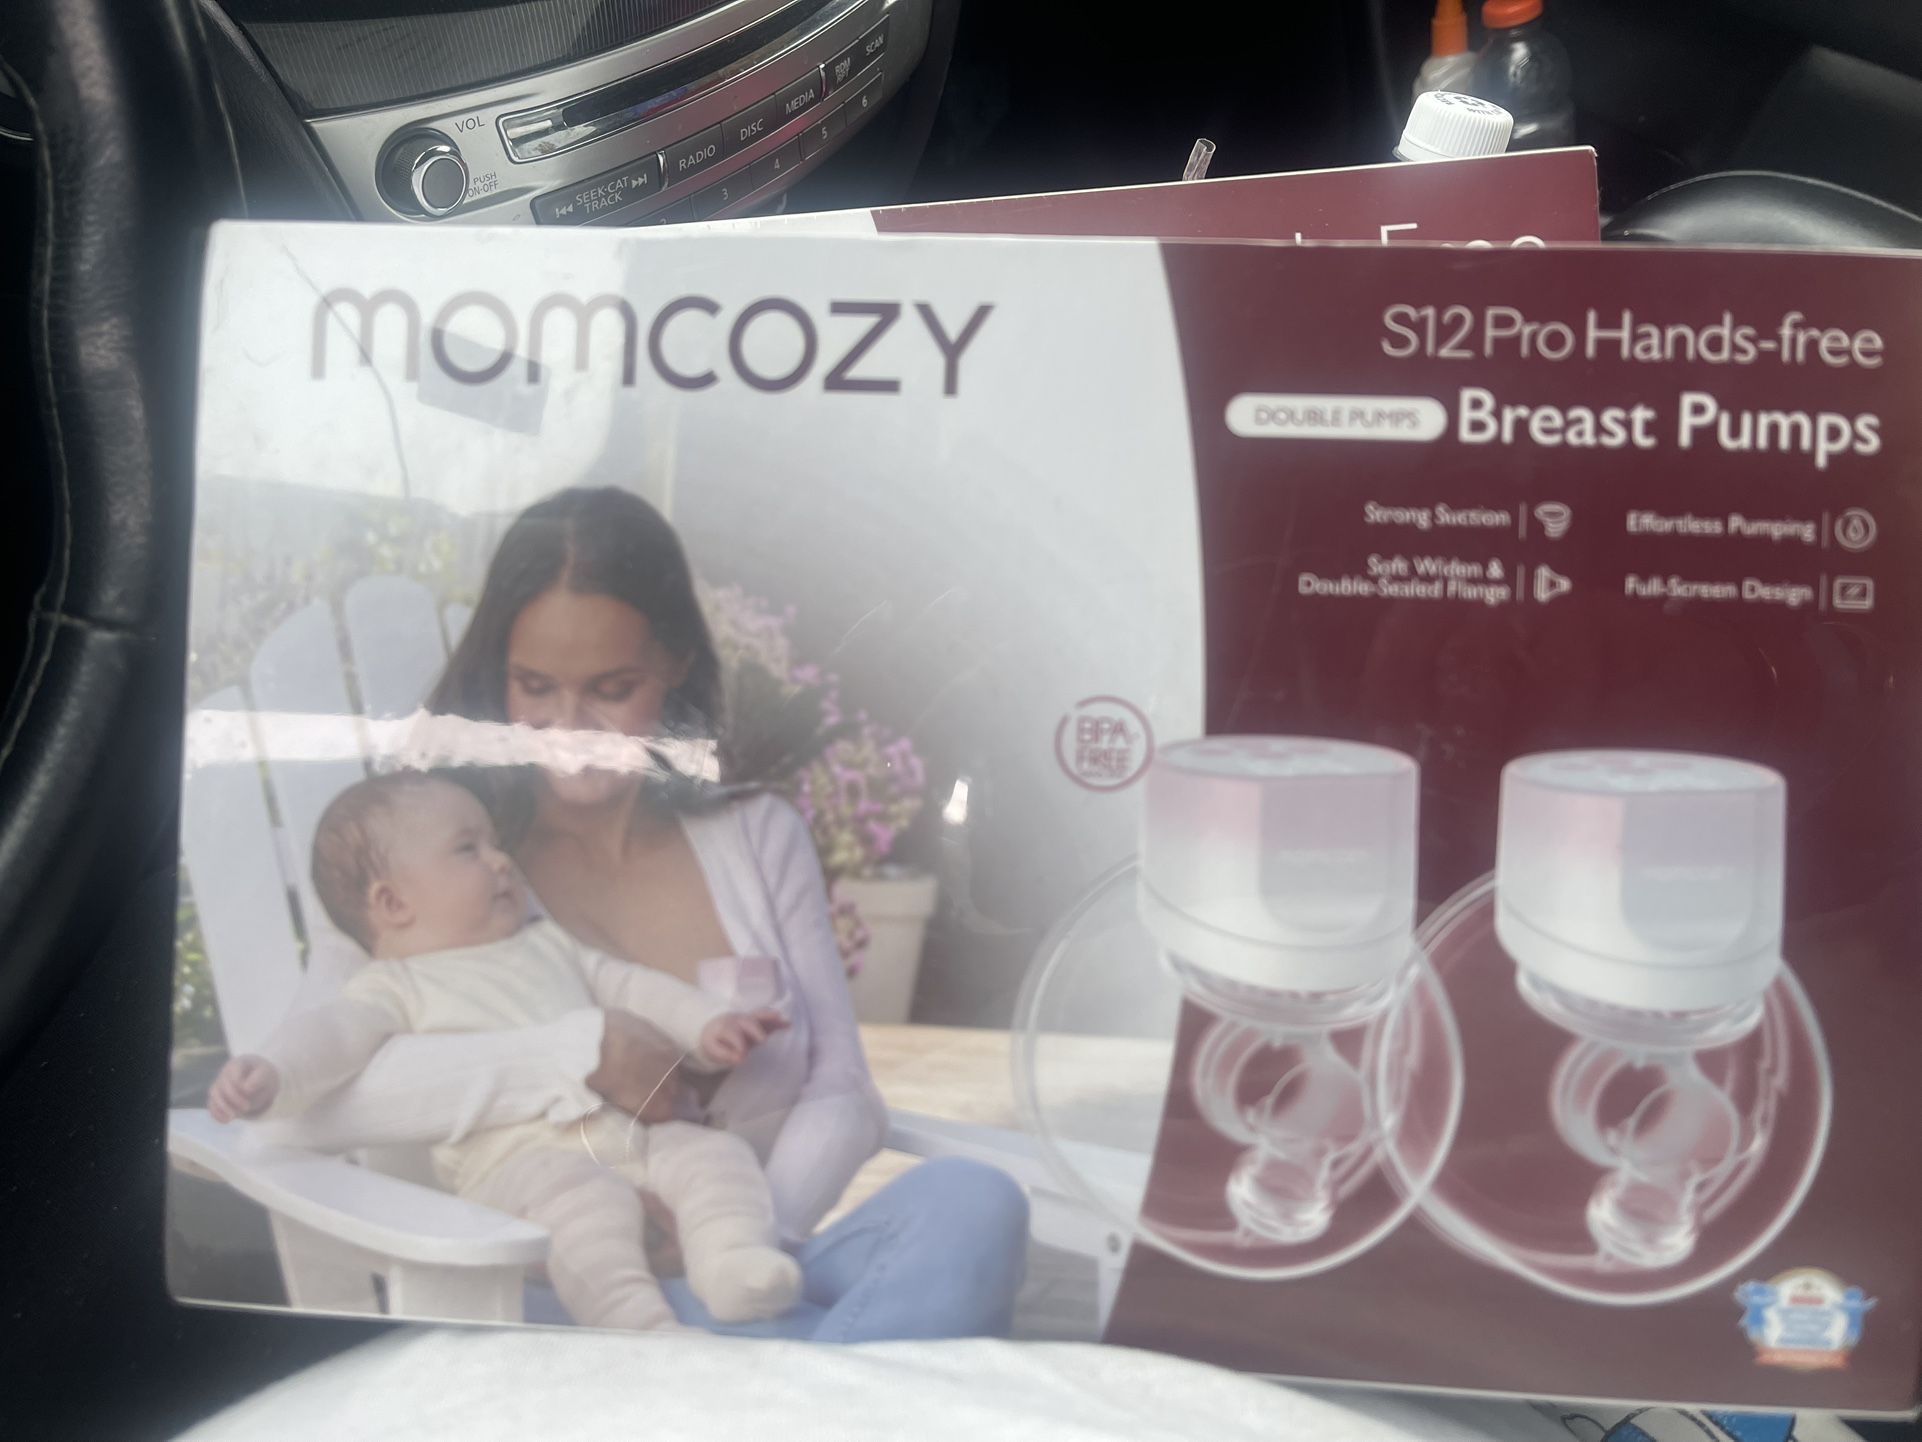 VOL
PUSH
ON·OFF
SEEK·CAT
TRACK
RADIO
DISC
MEDIA
SCAN
2
3
4
5
6
momcozy
S12 Pro Hands-free
DOUBLE PUMPS
Breast Pumps
Strong Suction
Effortless Pumping
Soft Widen &
Double-Sealed Flange
Full-Screen Design
BPA
FREE